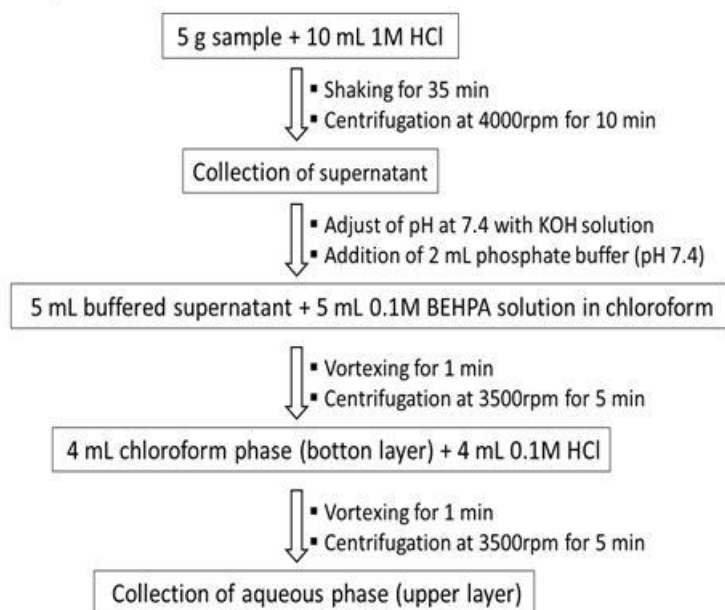 5 g sample + 10 mL 1M HCl
▪ Shaking for 35 min
▪ Centrifugation at 4000rpm for 10 min
Collection of supernatant
▪ Adjust of pH at 7.4 with KOH solution
▪ Addition of 2 mL phosphate buffer (pH 7.4)
5 mL buffered supernatant + 5 mL 0.1M BEHPA solution in chloroform
▪ Vortexing for 1 min
▪ Centrifugation at 3500rpm for 5 min
4 mL chloroform phase (botton layer) + 4 mL 0.1M HCl
▪ Vortexing for 1 min
▪ Centrifugation at 3500rpm for 5 min
Collection of aqueous phase (upper layer)